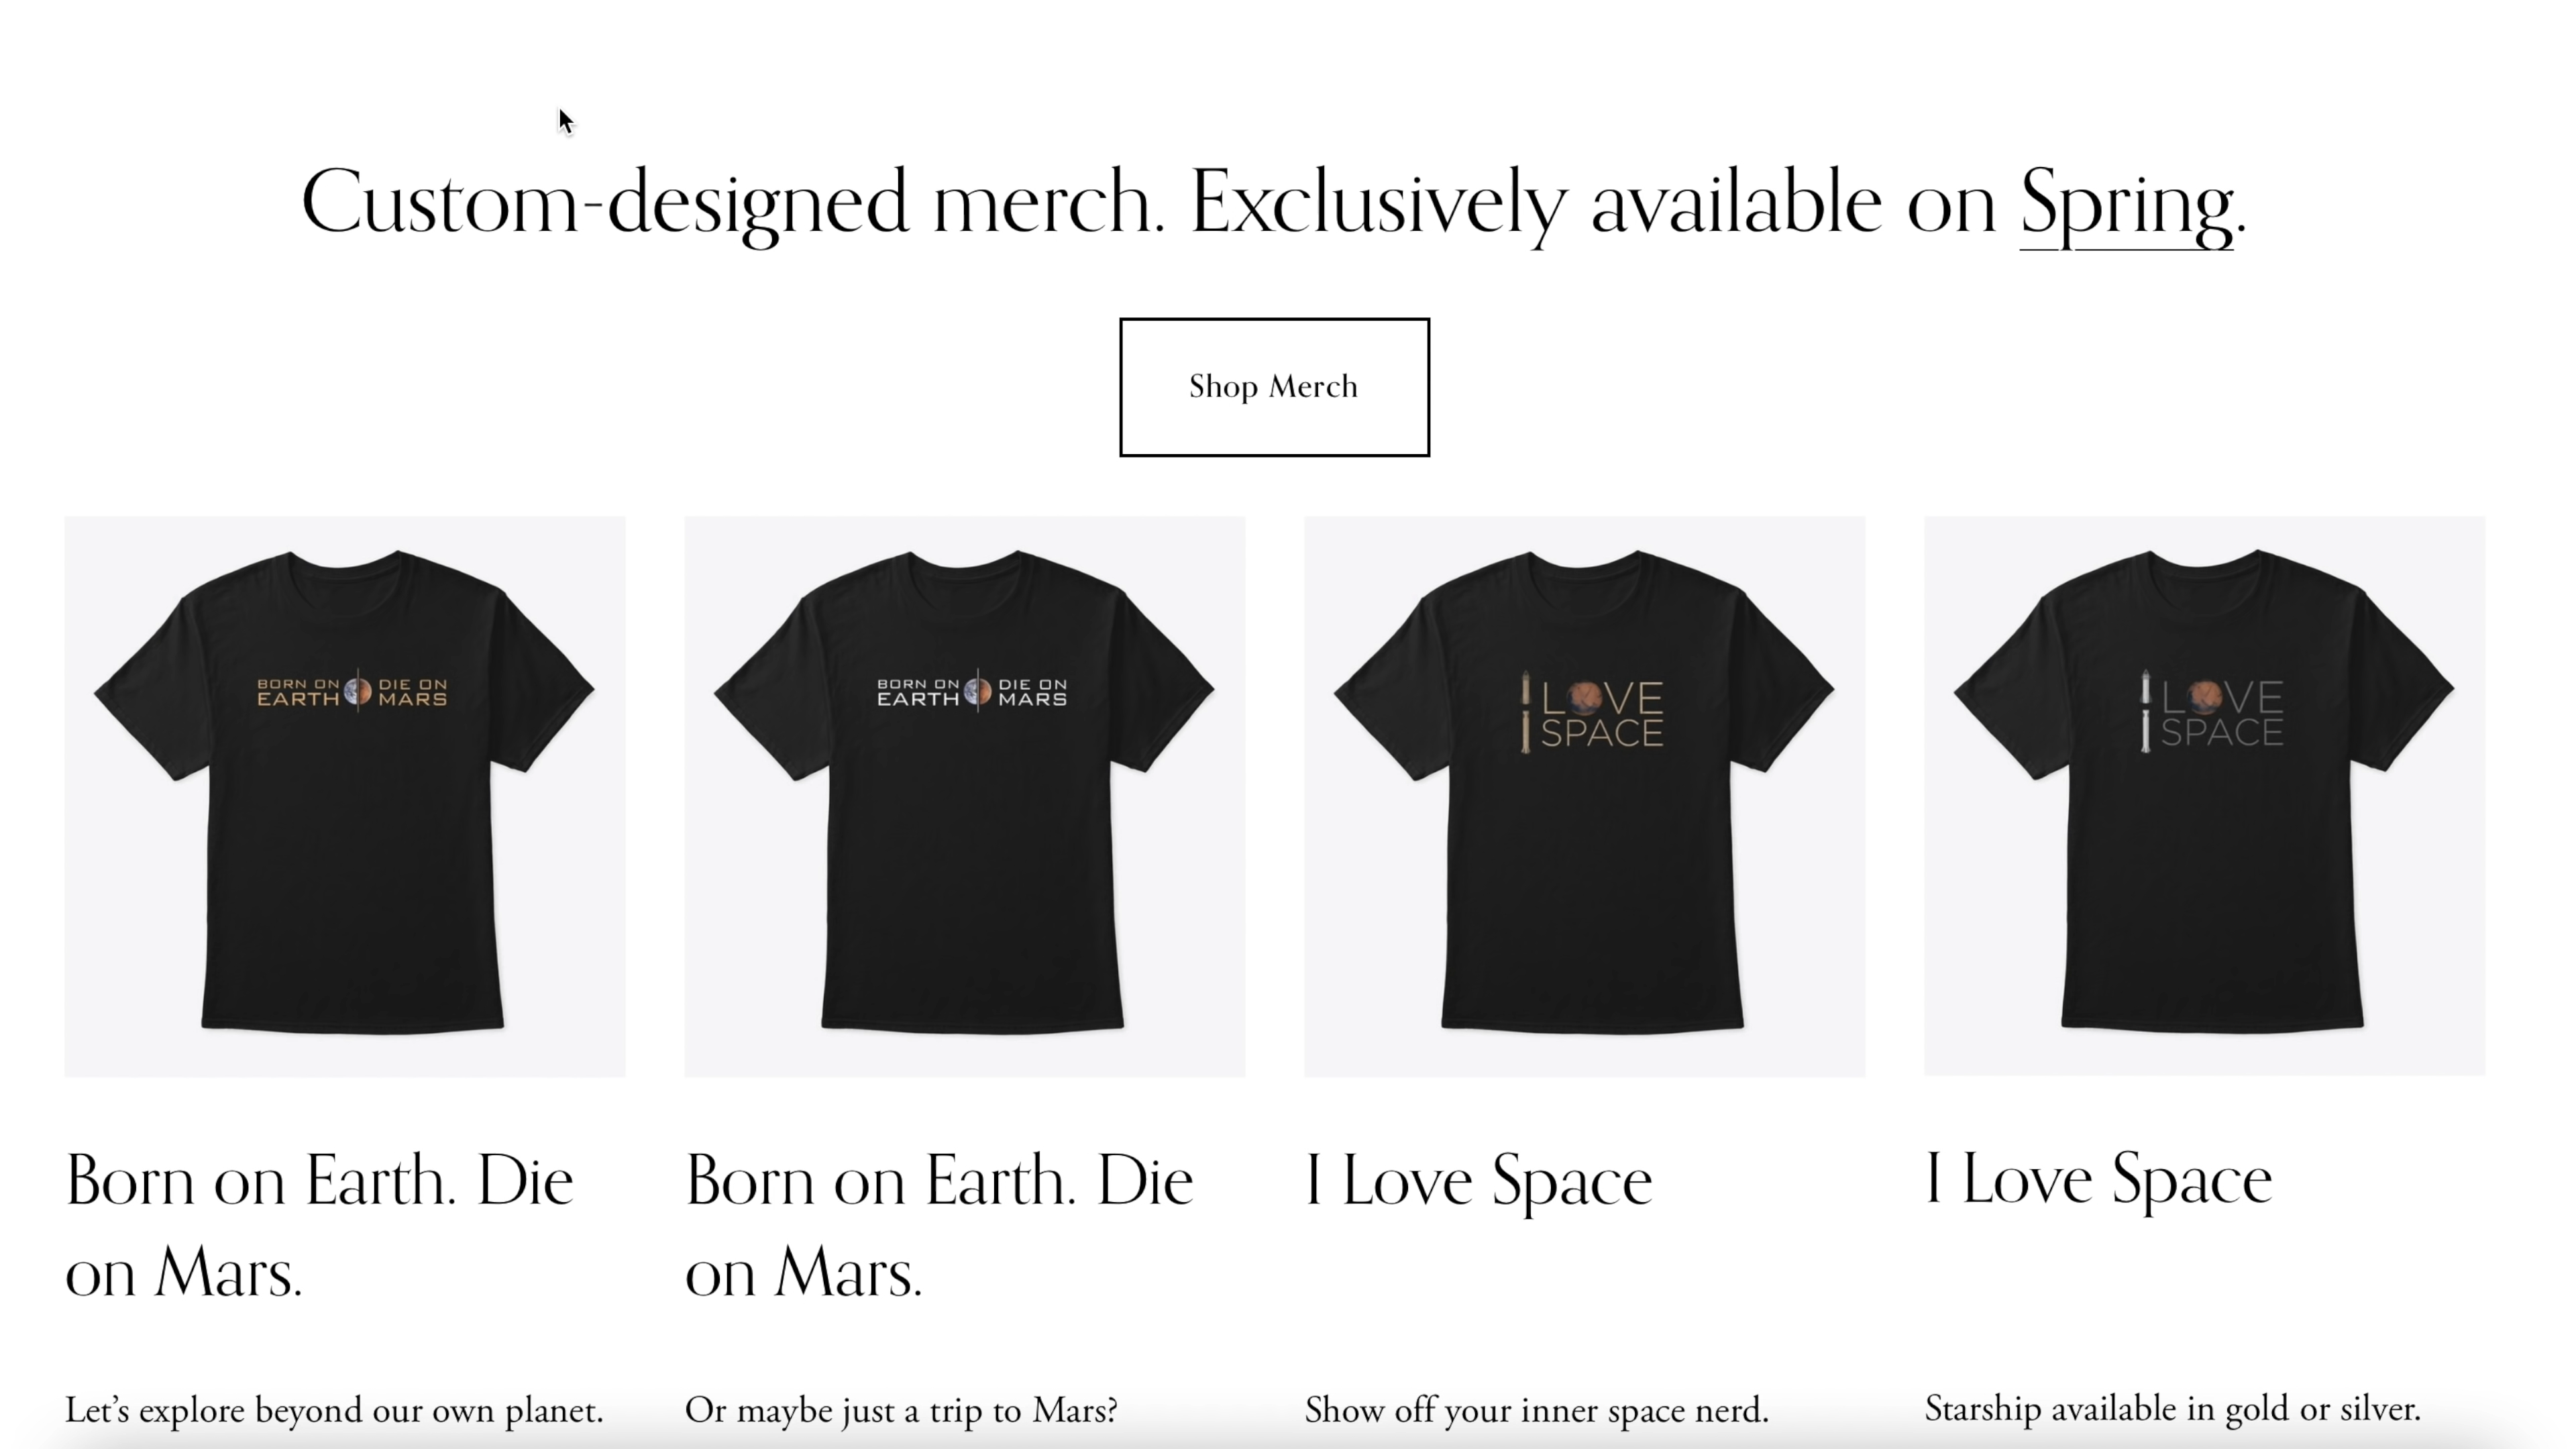 Custom-designed merch. Exclusively available on Spring.
Shop Merch
BORN ON DIE ON
EARTH MARS
BORN ON DIE ON
EARTH MARS
I LOVE
SPACE
I LOVE
SPACE
Born on Earth. Die
on Mars.
Born on Earth. Die
on Mars.
I Love Space
I Love Space
Let’s explore beyond our own planet.
Or maybe just a trip to Mars?
Show off your inner space nerd.
Starship available in gold or silver.